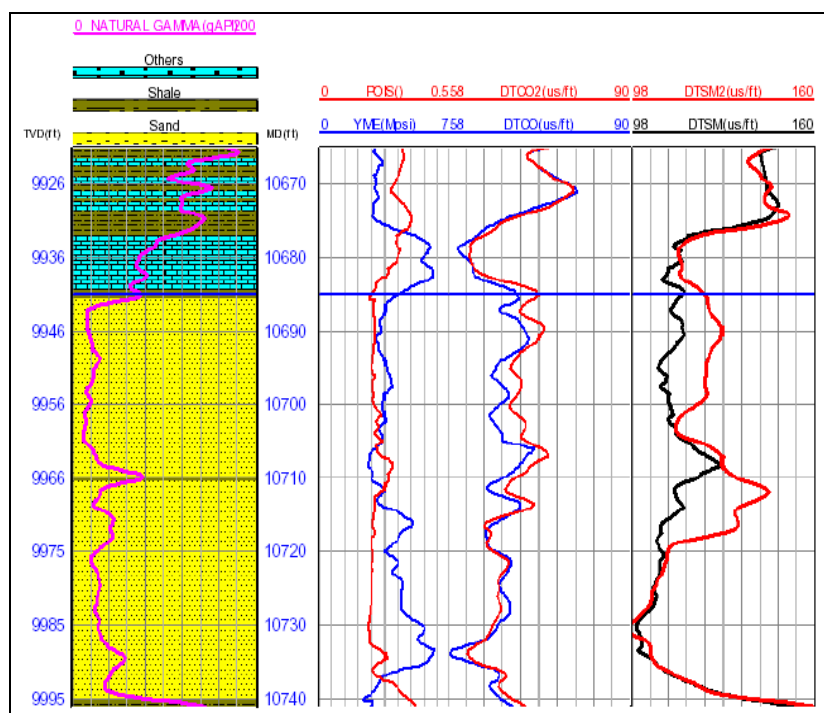 0 NATURAL GAMMA(gAPI)200
Others
Shale
Sand
TVD(ft) MD(ft)
0 POIS() 0.558 DTCO2(us/ft) 90 98 DTSM2(us/ft) 160
0 YME(Mpsi) 758 DTCO(us/ft) 90 98 DTSM(us/ft) 160
9926 10670
9936 10680
9946 10690
9956 10700
9966 10710
9975 10720
9985 10730
9995 10740